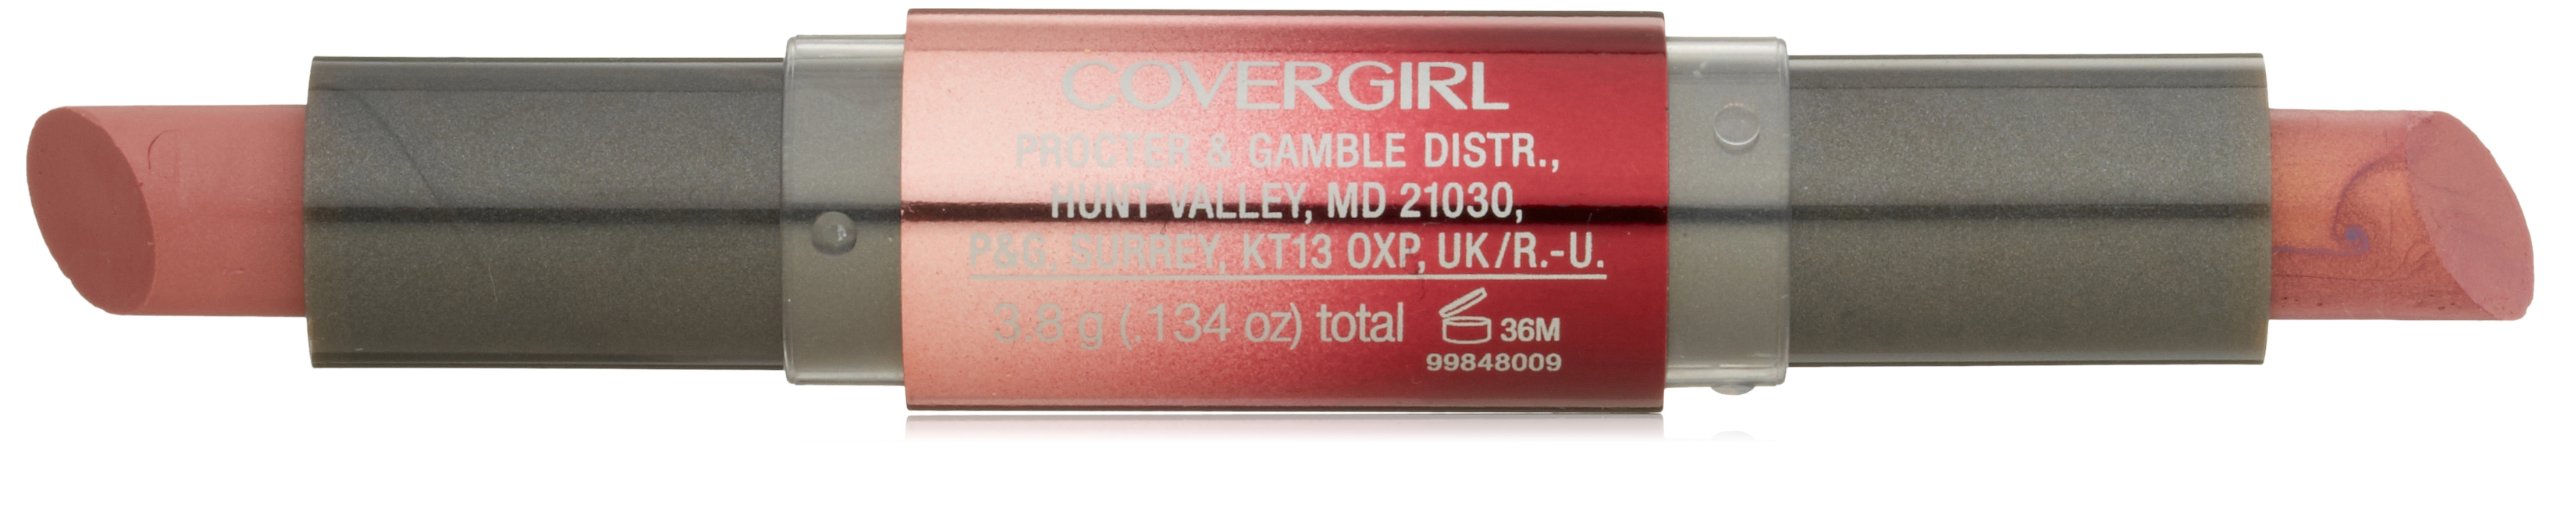 COVERGIRL
PROCTER & GAMBLE DISTR.,
HUNT VALLEY, MD 21030,
P&G, SURREY, KT13 0XP, UK/R.-U.
3.8 g (.134 oz) total 36M
99848009